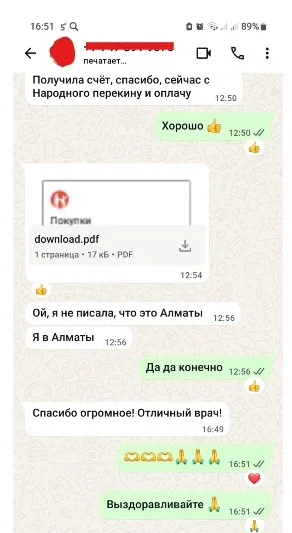 16:51 5°
89%
печатает...
Получила счёт, спасибо, сейчас с
Народного перекину и оплачу
12:50
Хорошо 👍
12:50
Покупки
download.pdf
1 страница • 17 кБ • PDF
12:54
Ой, я не писала, что это Алматы
12:56
Я в Алматы
12:56
Да да конечно
12:56
Спасибо огромное! Отличный врач!
16:49
16:51
Выздоравливайте 🙏
16:51